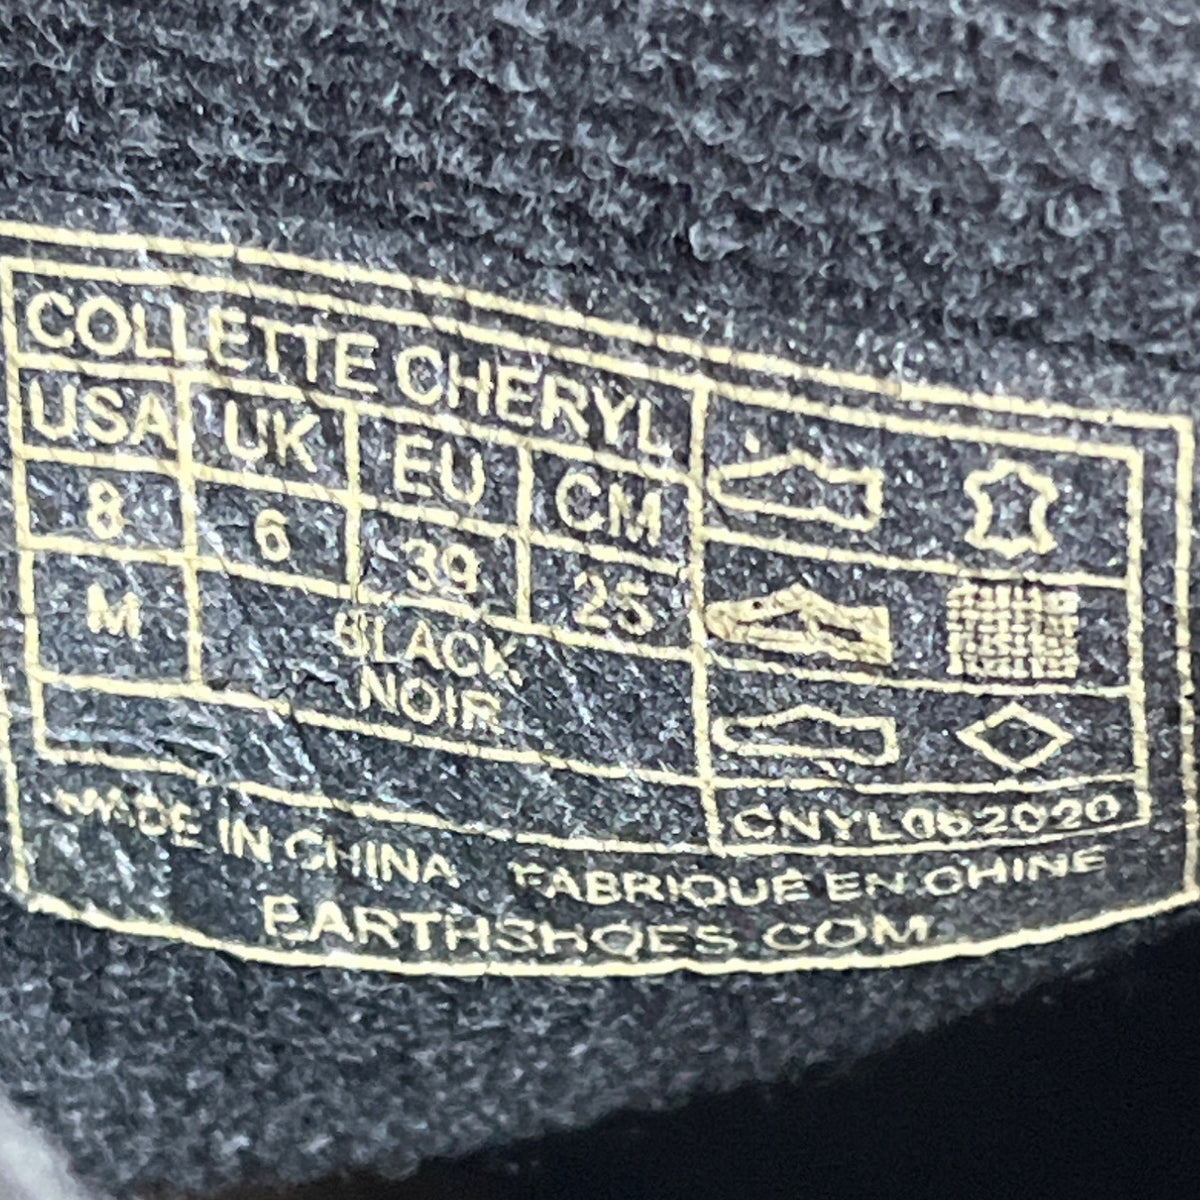 COLLETTE CHERYL
USA UK EU CM
8 6 39 25
M BLACK
NOIR
CNYL062020
MADE IN CHINA FABRIQUÉ EN CHINE
EARTHSHOES.COM